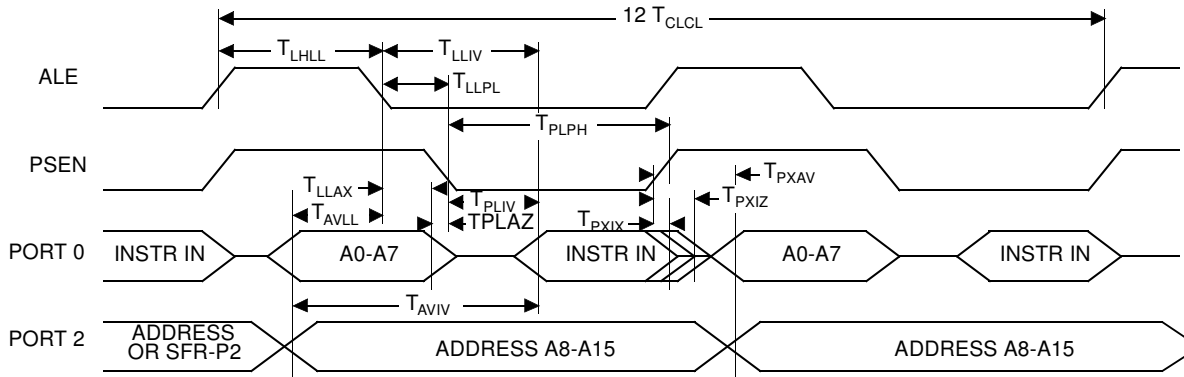 12 TCLCL
TLHLL TLLIV
ALE
TLLPL
TPLPH
PSEN
TLLAX TPXAV
TPLIV TPXIZ
TAVLL TPLAZ TPXIX
PORT 0 INSTR IN A0-A7 INSTR IN A0-A7 INSTR IN
TAVIV
PORT 2 ADDRESS OR SFR-P2 ADDRESS A8-A15 ADDRESS A8-A15